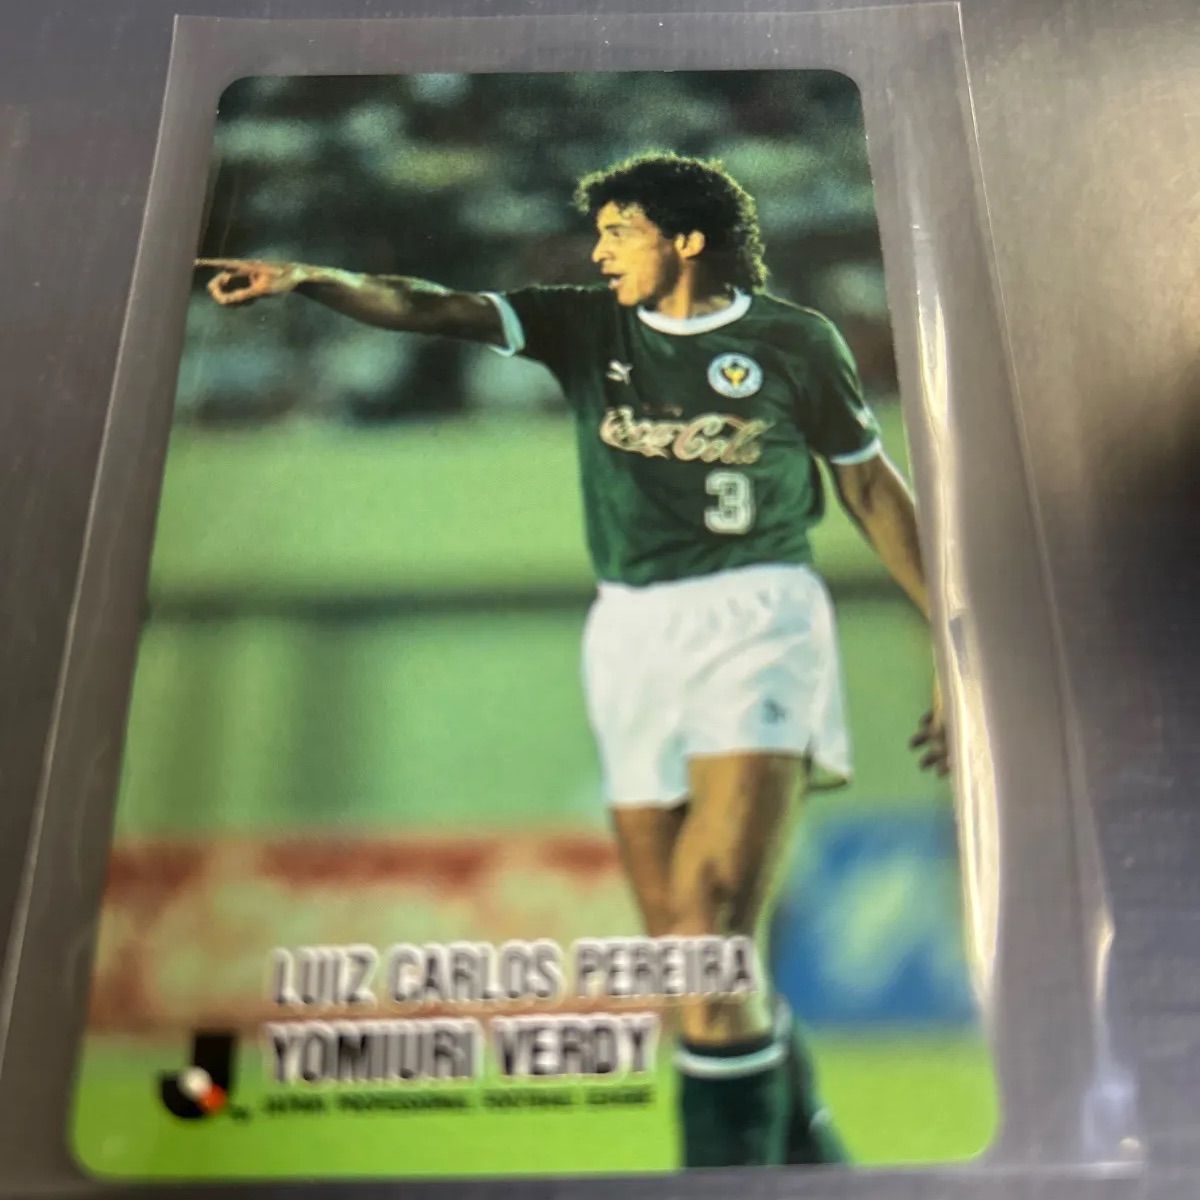 Coca-Cola
3
LUIZ CARLOS PEREIRA
YOMIURI VERDY
JAPAN PROFESSIONAL FOOTBALL LEAGUE